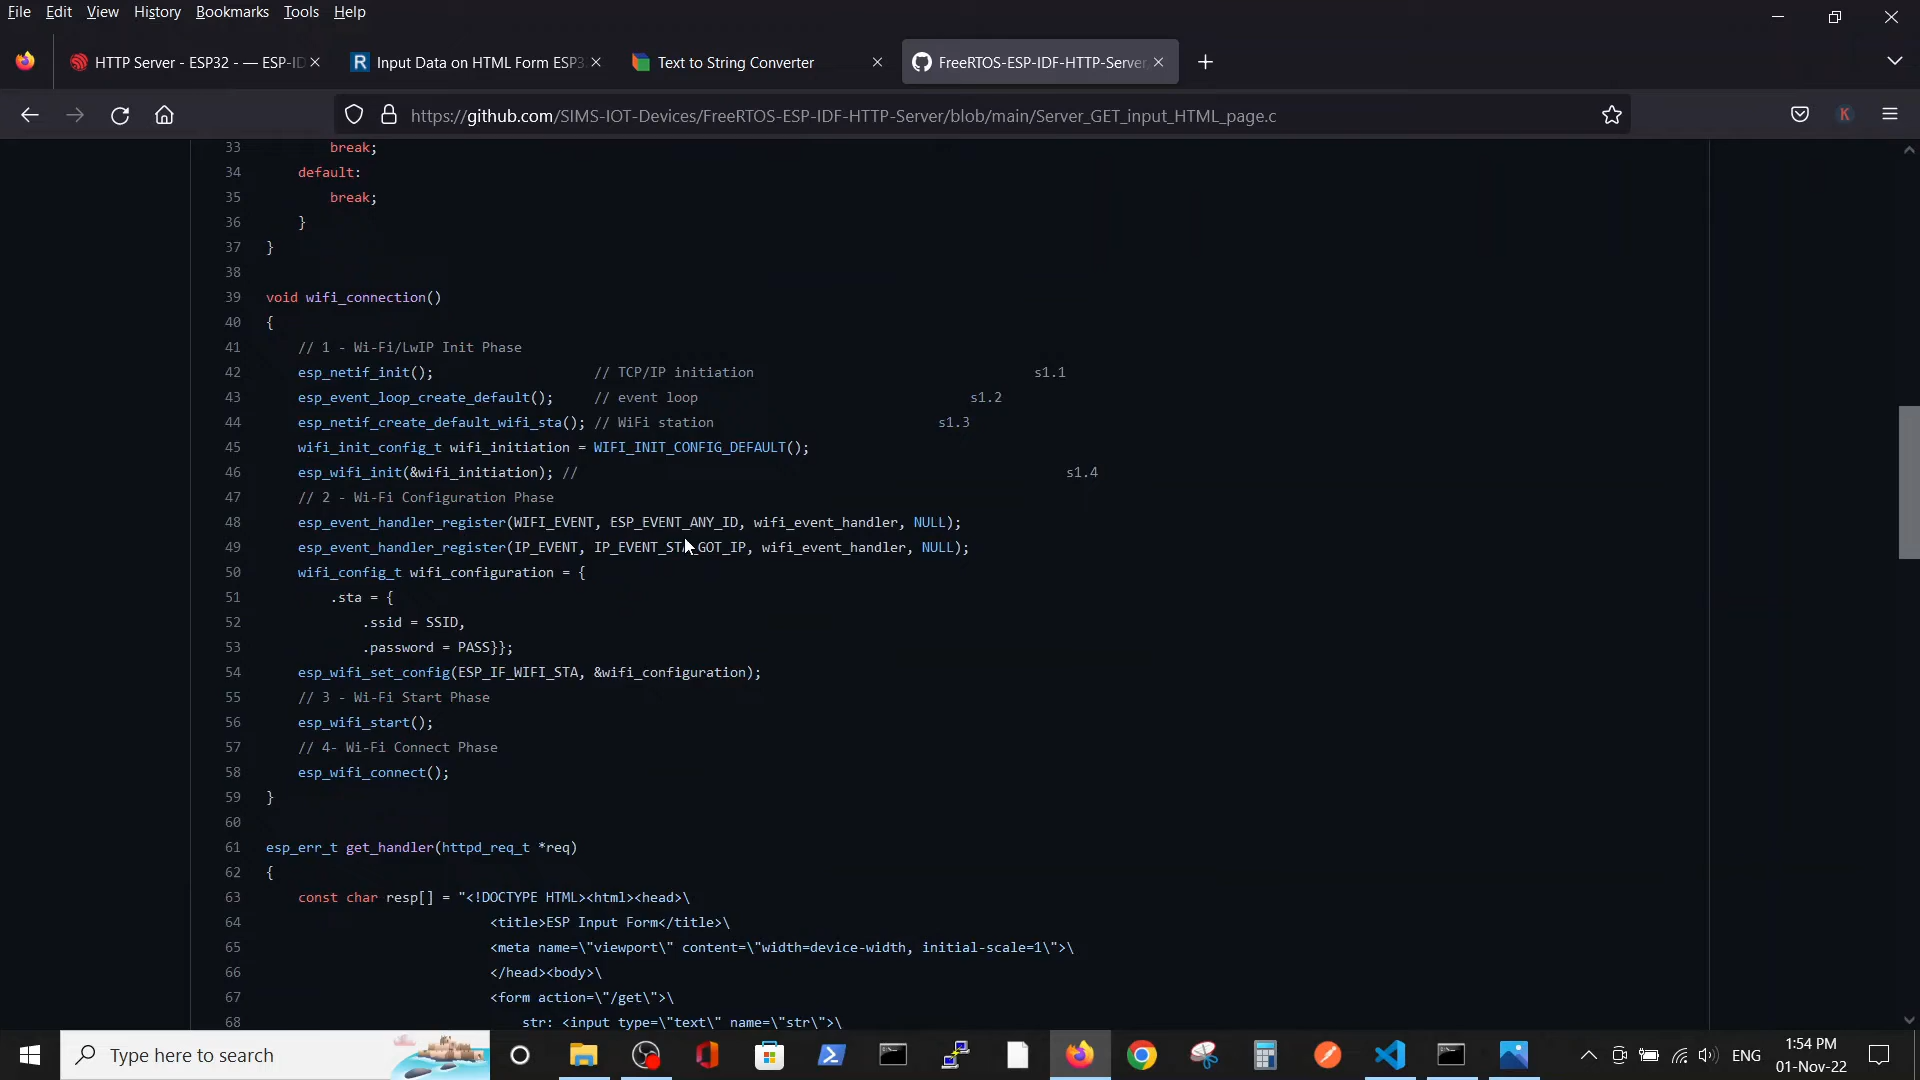 File Edit View History Bookmarks Tools Help
HTTP Server - ESP32 - — ESP-ID
Input Data on HTML Form ESP3
Text to String Converter
FreeRTOS-ESP-IDF-HTTP-Server
https://github.com/SIMS-IOT-Devices/FreeRTOS-ESP-IDF-HTTP-Server/blob/main/Server_GET_input_HTML_page.c
K
33 break;
34 default:
35 break;
36 }
37 }
38
39 void wifi_connection()
40 {
41 // 1 - Wi-Fi/LwIP Init Phase
42 esp_netif_init(); // TCP/IP initiation s1.1
43 esp_event_loop_create_default(); // event loop s1.2
44 esp_netif_create_default_wifi_sta(); // WiFi station s1.3
45 wifi_init_config_t wifi_initiation = WIFI_INIT_CONFIG_DEFAULT();
46 esp_wifi_init(&wifi_initiation); // s1.4
47 // 2 - Wi-Fi Configuration Phase
48 esp_event_handler_register(WIFI_EVENT, ESP_EVENT_ANY_ID, wifi_event_handler, NULL);
49 esp_event_handler_register(IP_EVENT, IP_EVENT_STA_GOT_IP, wifi_event_handler, NULL);
50 wifi_config_t wifi_configuration = {
51 .sta = {
52 .ssid = SSID,
53 .password = PASS}};
54 esp_wifi_set_config(ESP_IF_WIFI_STA, &wifi_configuration);
55 // 3 - Wi-Fi Start Phase
56 esp_wifi_start();
57 // 4- Wi-Fi Connect Phase
58 esp_wifi_connect();
59 }
60
61 esp_err_t get_handler(httpd_req_t *req)
62 {
63 const char resp[] = "<!DOCTYPE HTML><html><head>\
64 <title>ESP Input Form</title>\
65 <meta name=\"viewport\" content=\"width=device-width, initial-scale=1\">\
66 </head><body>\
67 <form action=\"/get\">\
68 str: <input type=\"text\" name=\"str\">\
Type here to search
ENG
1:54 PM
01-Nov-22